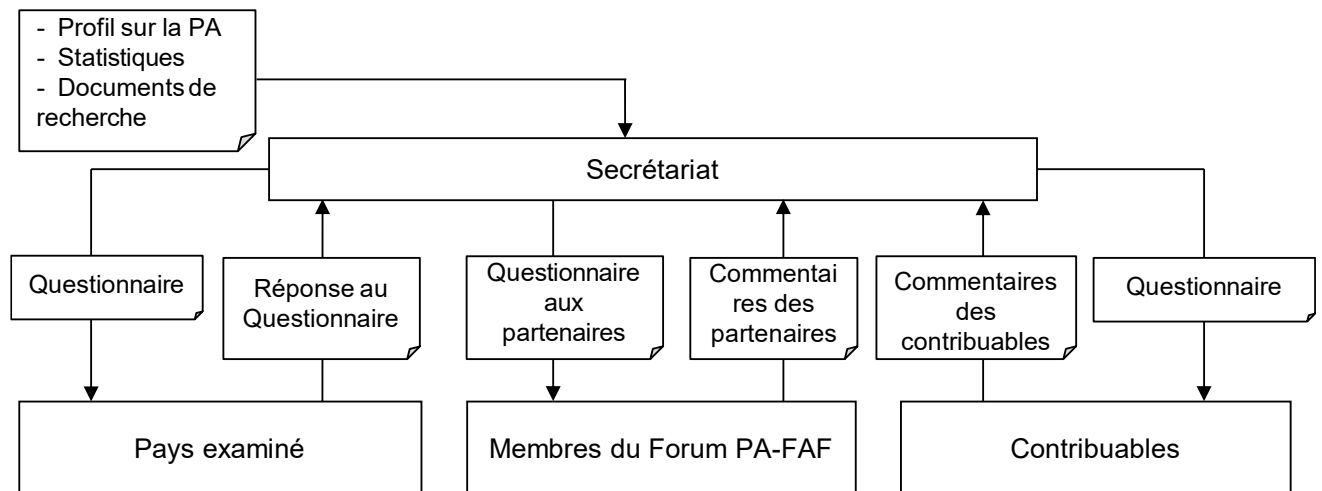 - Profil sur la PA
- Statistiques
- Documents de
recherche
Secrétariat
Questionnaire
Réponse au
Questionnaire
Questionnaire
aux
partenaires
Commentai
res des
partenaires
Commentaires
des
contribuables
Questionnaire
Pays examiné
Membres du Forum PA-FAF
Contribuables